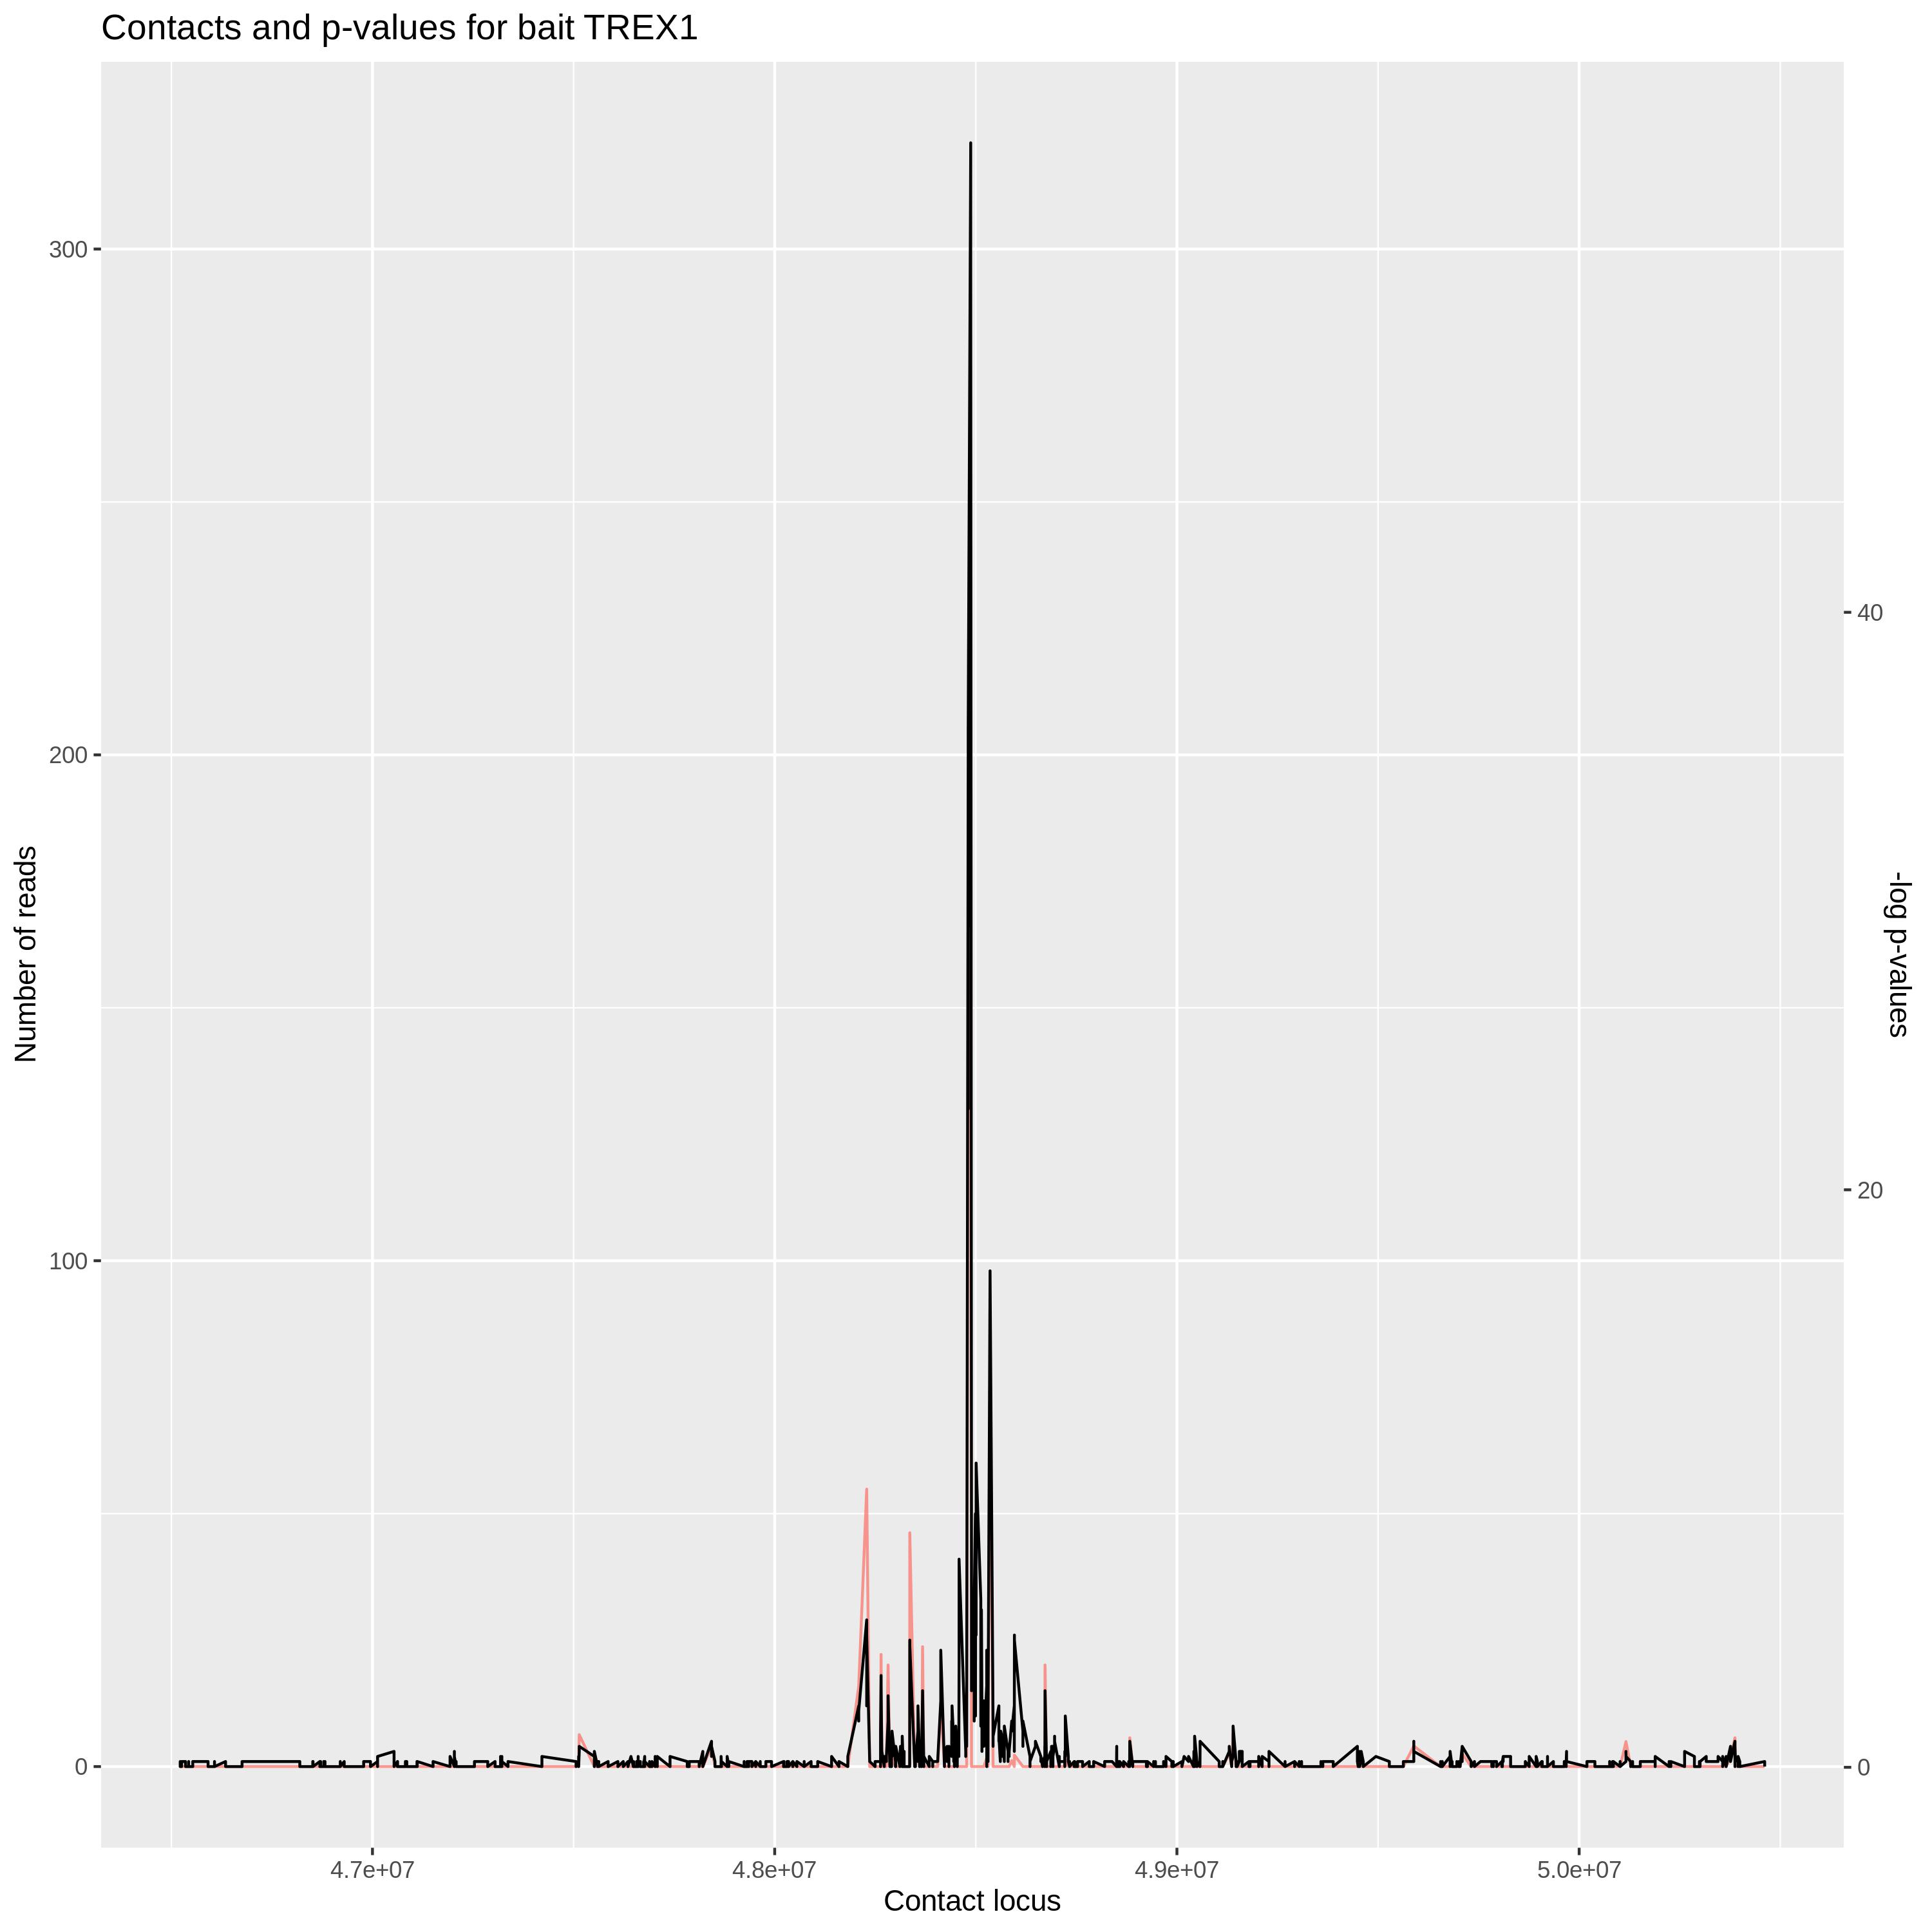 Contacts and p-values for bait TREX1
Number of reads
300
200
100
0
40
20
0
-log p-values
4.7e+07
4.8e+07
4.9e+07
5.0e+07
Contact locus